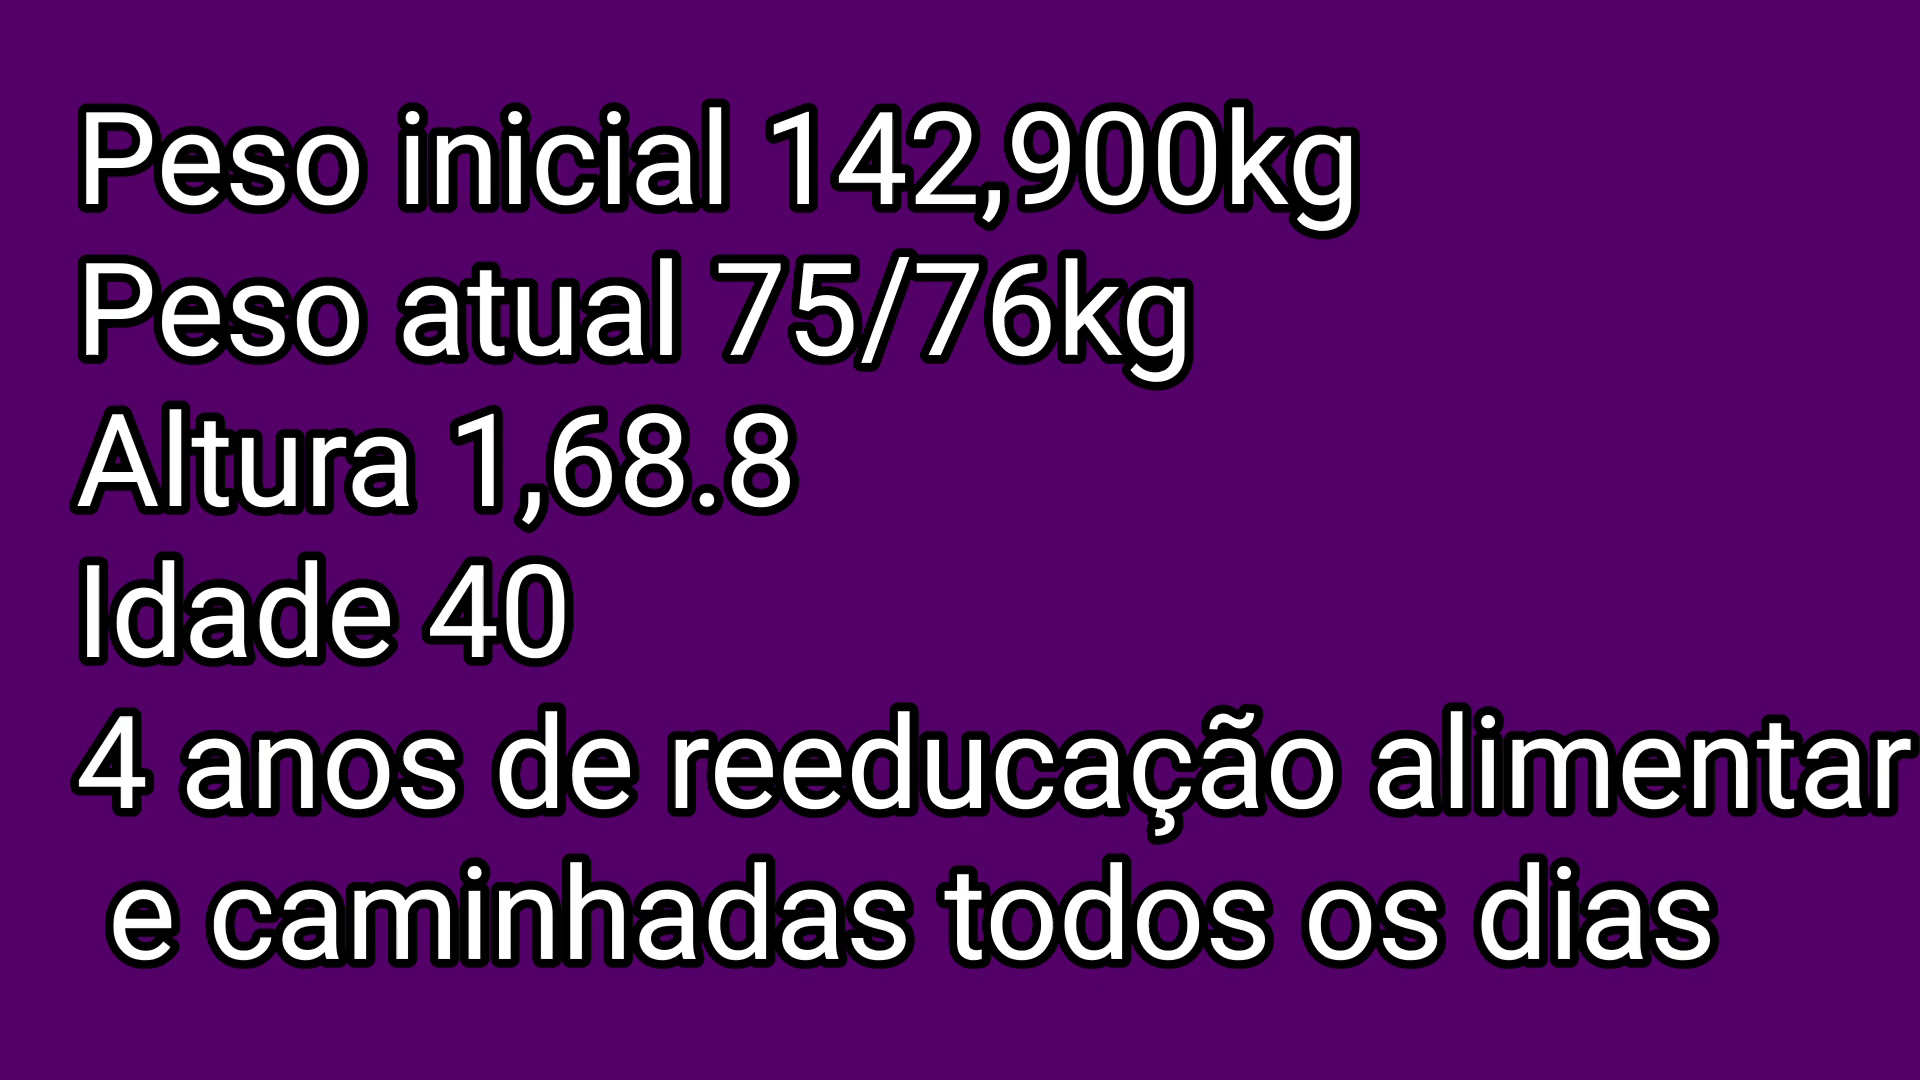 Peso inicial 142,900kg
Peso atual 75/76kg
Altura 1,68.8
Idade 40
4 anos de reeducação alimentar
e caminhadas todos os dias